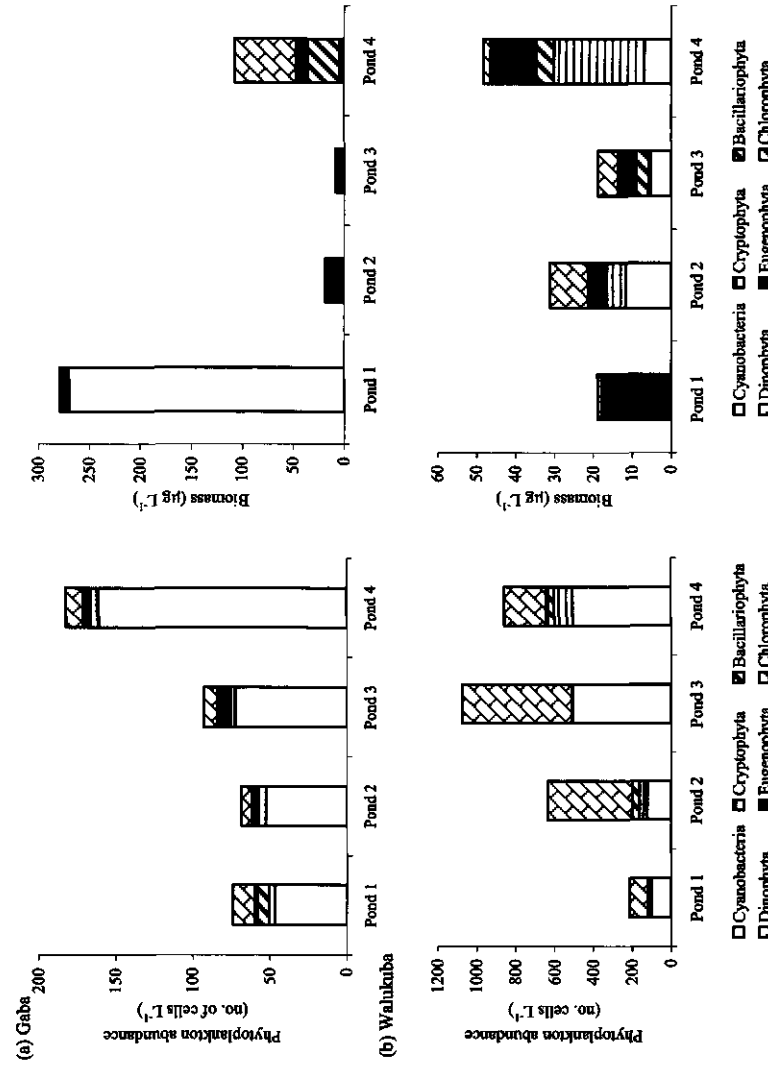 (a) Gaba
Phytoplankton abundance
(no. of cells L⁻¹)
200
150
100
50
0
Pond 1
Pond 2
Pond 3
Pond 4
Biomass (µg L⁻¹)
300
250
200
150
100
50
0
Pond 1
Pond 2
Pond 3
Pond 4
(b) Walukuba
Phytoplankton abundance
(no. cells L⁻¹)
1200
1000
800
600
400
200
0
Pond 1
Pond 2
Pond 3
Pond 4
Biomass (µg L⁻¹)
60
50
40
30
20
10
0
Pond 1
Pond 2
Pond 3
Pond 4
Cyanobacteria
Cryptophyta
Bacillariophyta
Dinophyta
Eugenophyta
Chlorophyta
Cyanobacteria
Cryptophyta
Bacillariophyta
Dinophyta
Eugenophyta
Chlorophyta